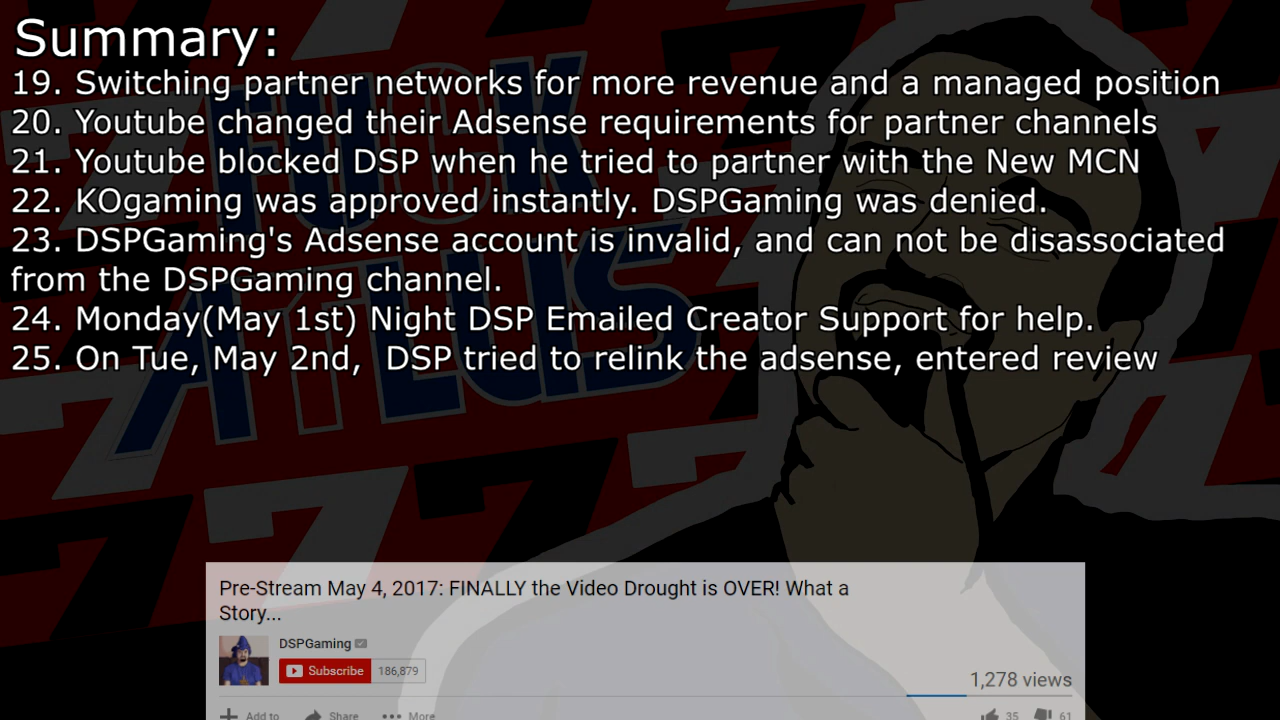 Summary:
19. Switching partner networks for more revenue and a managed position
20. Youtube changed their Adsense requirements for partner channels
21. Youtube blocked DSP when he tried to partner with the New MCN
22. KOgaming was approved instantly. DSPGaming was denied.
23. DSPGaming's Adsense account is invalid, and can not be disassociated
from the DSPGaming channel.
24. Monday(May 1st) Night DSP Emailed Creator Support for help.
25. On Tue, May 2nd,  DSP tried to relink the adsense, entered review
FUCK
ATLUS
Pre-Stream May 4, 2017: FINALLY the Video Drought is OVER! What a
Story...
DSPGaming
Subscribe 186,879
1,278 views
Add to Share More 35 61